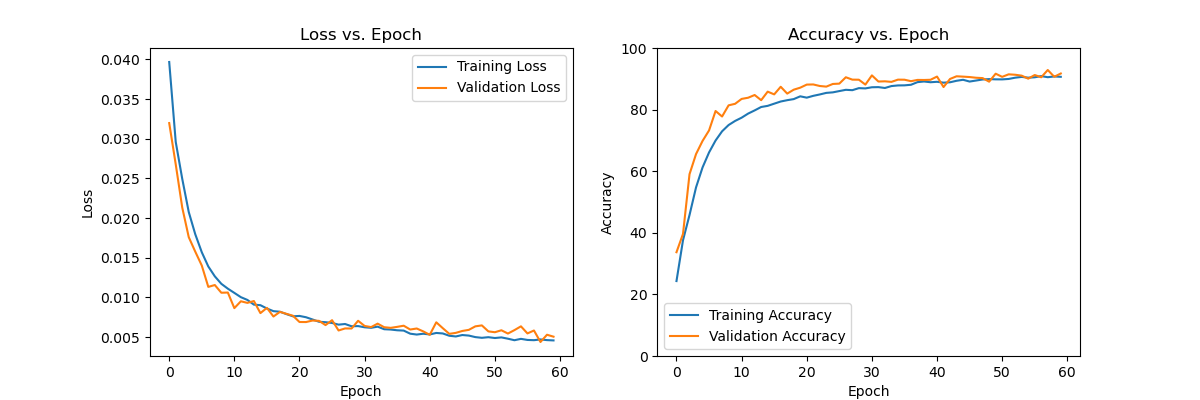 Loss vs. Epoch
0.040
0.035
0.030
0.025
0.020
0.015
0.010
0.005
Loss
Training Loss
Validation Loss
0 10 20 30 40 50 60
Epoch
Accuracy vs. Epoch
100
80
60
40
20
0
Accuracy
Training Accuracy
Validation Accuracy
0 10 20 30 40 50 60
Epoch